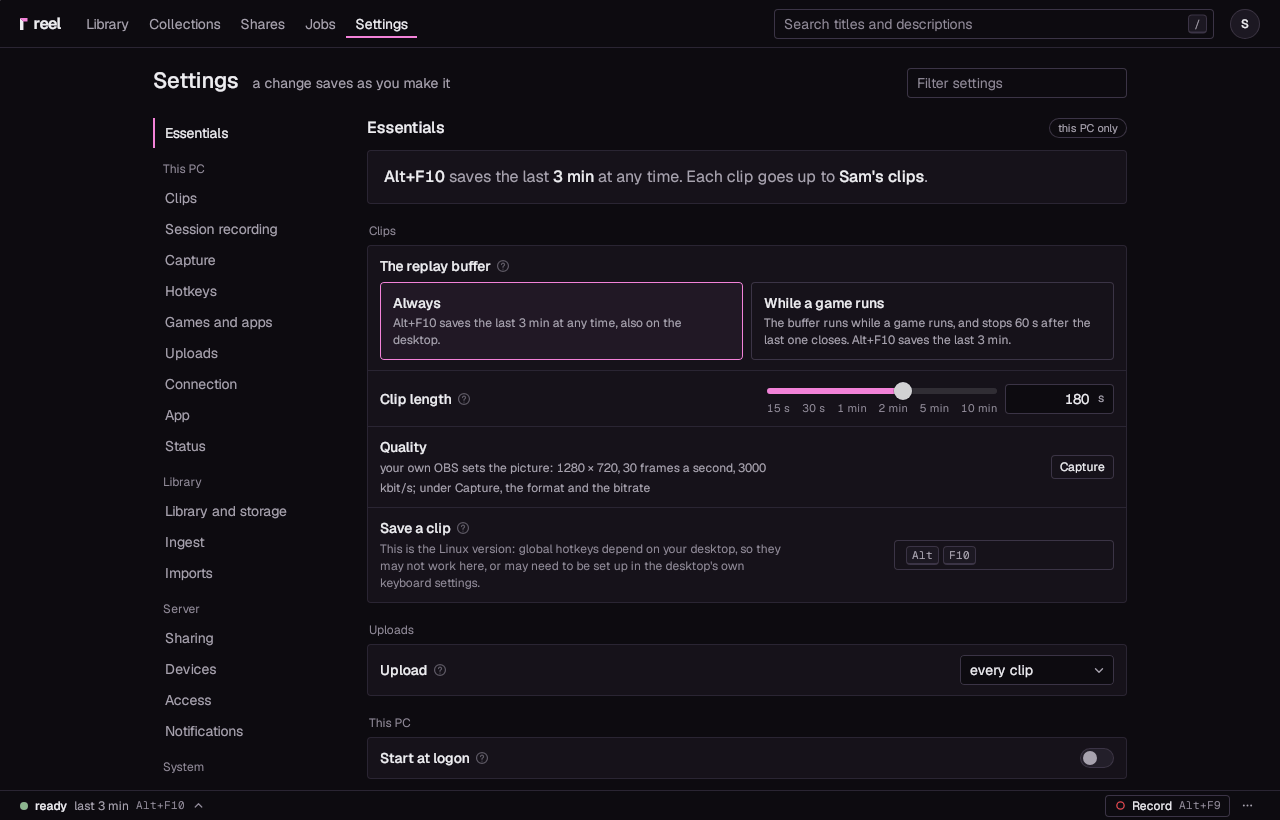 reel Library Collections Shares Jobs Settings Search titles and descriptions / S
Settings a change saves as you make it Filter settings
Essentials
This PC
Clips
Session recording
Capture
Hotkeys
Games and apps
Uploads
Connection
App
Status
Library
Library and storage
Ingest
Imports
Server
Sharing
Devices
Access
Notifications
System
Essentials this PC only
Alt+F10 saves the last 3 min at any time. Each clip goes up to Sam's clips.
Clips
The replay buffer ?
Always
Alt+F10 saves the last 3 min at any time, also on the
desktop.
While a game runs
The buffer runs while a game runs, and stops 60 s after the
last one closes. Alt+F10 saves the last 3 min.
Clip length ?
15 s 30 s 1 min 2 min 5 min 10 min
180 s
Quality
your own OBS sets the picture: 1280 × 720, 30 frames a second, 3000
kbit/s; under Capture, the format and the bitrate
Capture
Save a clip ?
This is the Linux version: global hotkeys depend on your desktop, so they
may not work here, or may need to be set up in the desktop's own
keyboard settings.
Alt F10
Uploads
Upload ? every clip
This PC
Start at logon ?
ready last 3 min Alt+F10 Record Alt+F9 ···